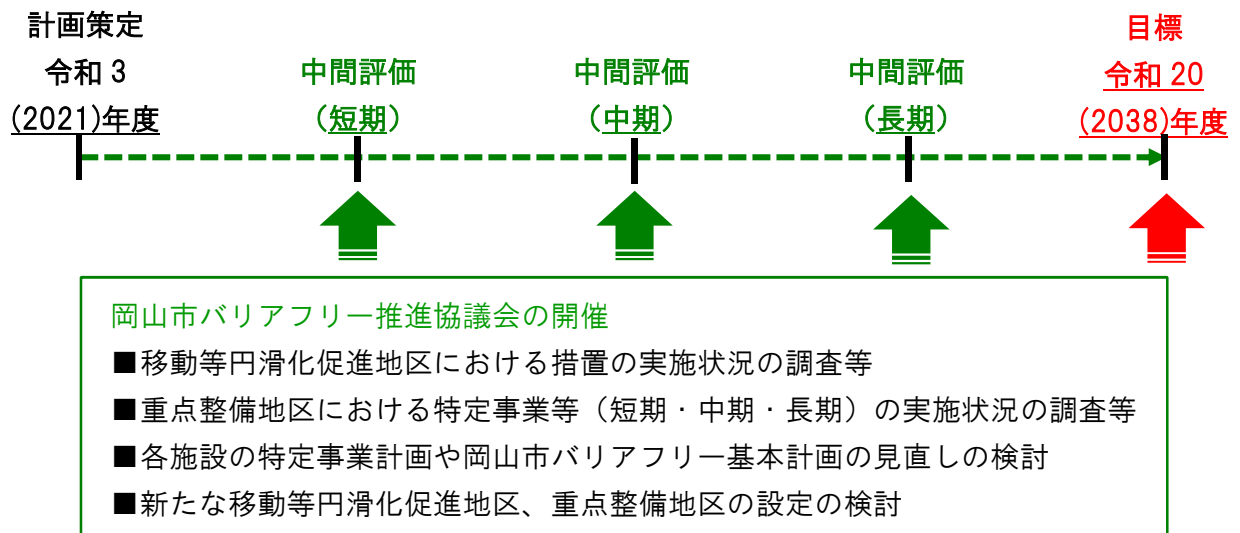 計画策定
令和 3
(2021)年度
中間評価
（短期）
中間評価
（中期）
中間評価
（長期）
目標
令和 20
(2038)年度
岡山市バリアフリー推進協議会の開催
■移動等円滑化促進地区における措置の実施状況の調査等
■重点整備地区における特定事業等（短期・中期・長期）の実施状況の調査等
■各施設の特定事業計画や岡山市バリアフリー基本計画の見直しの検討
■新たな移動等円滑化促進地区、重点整備地区の設定の検討